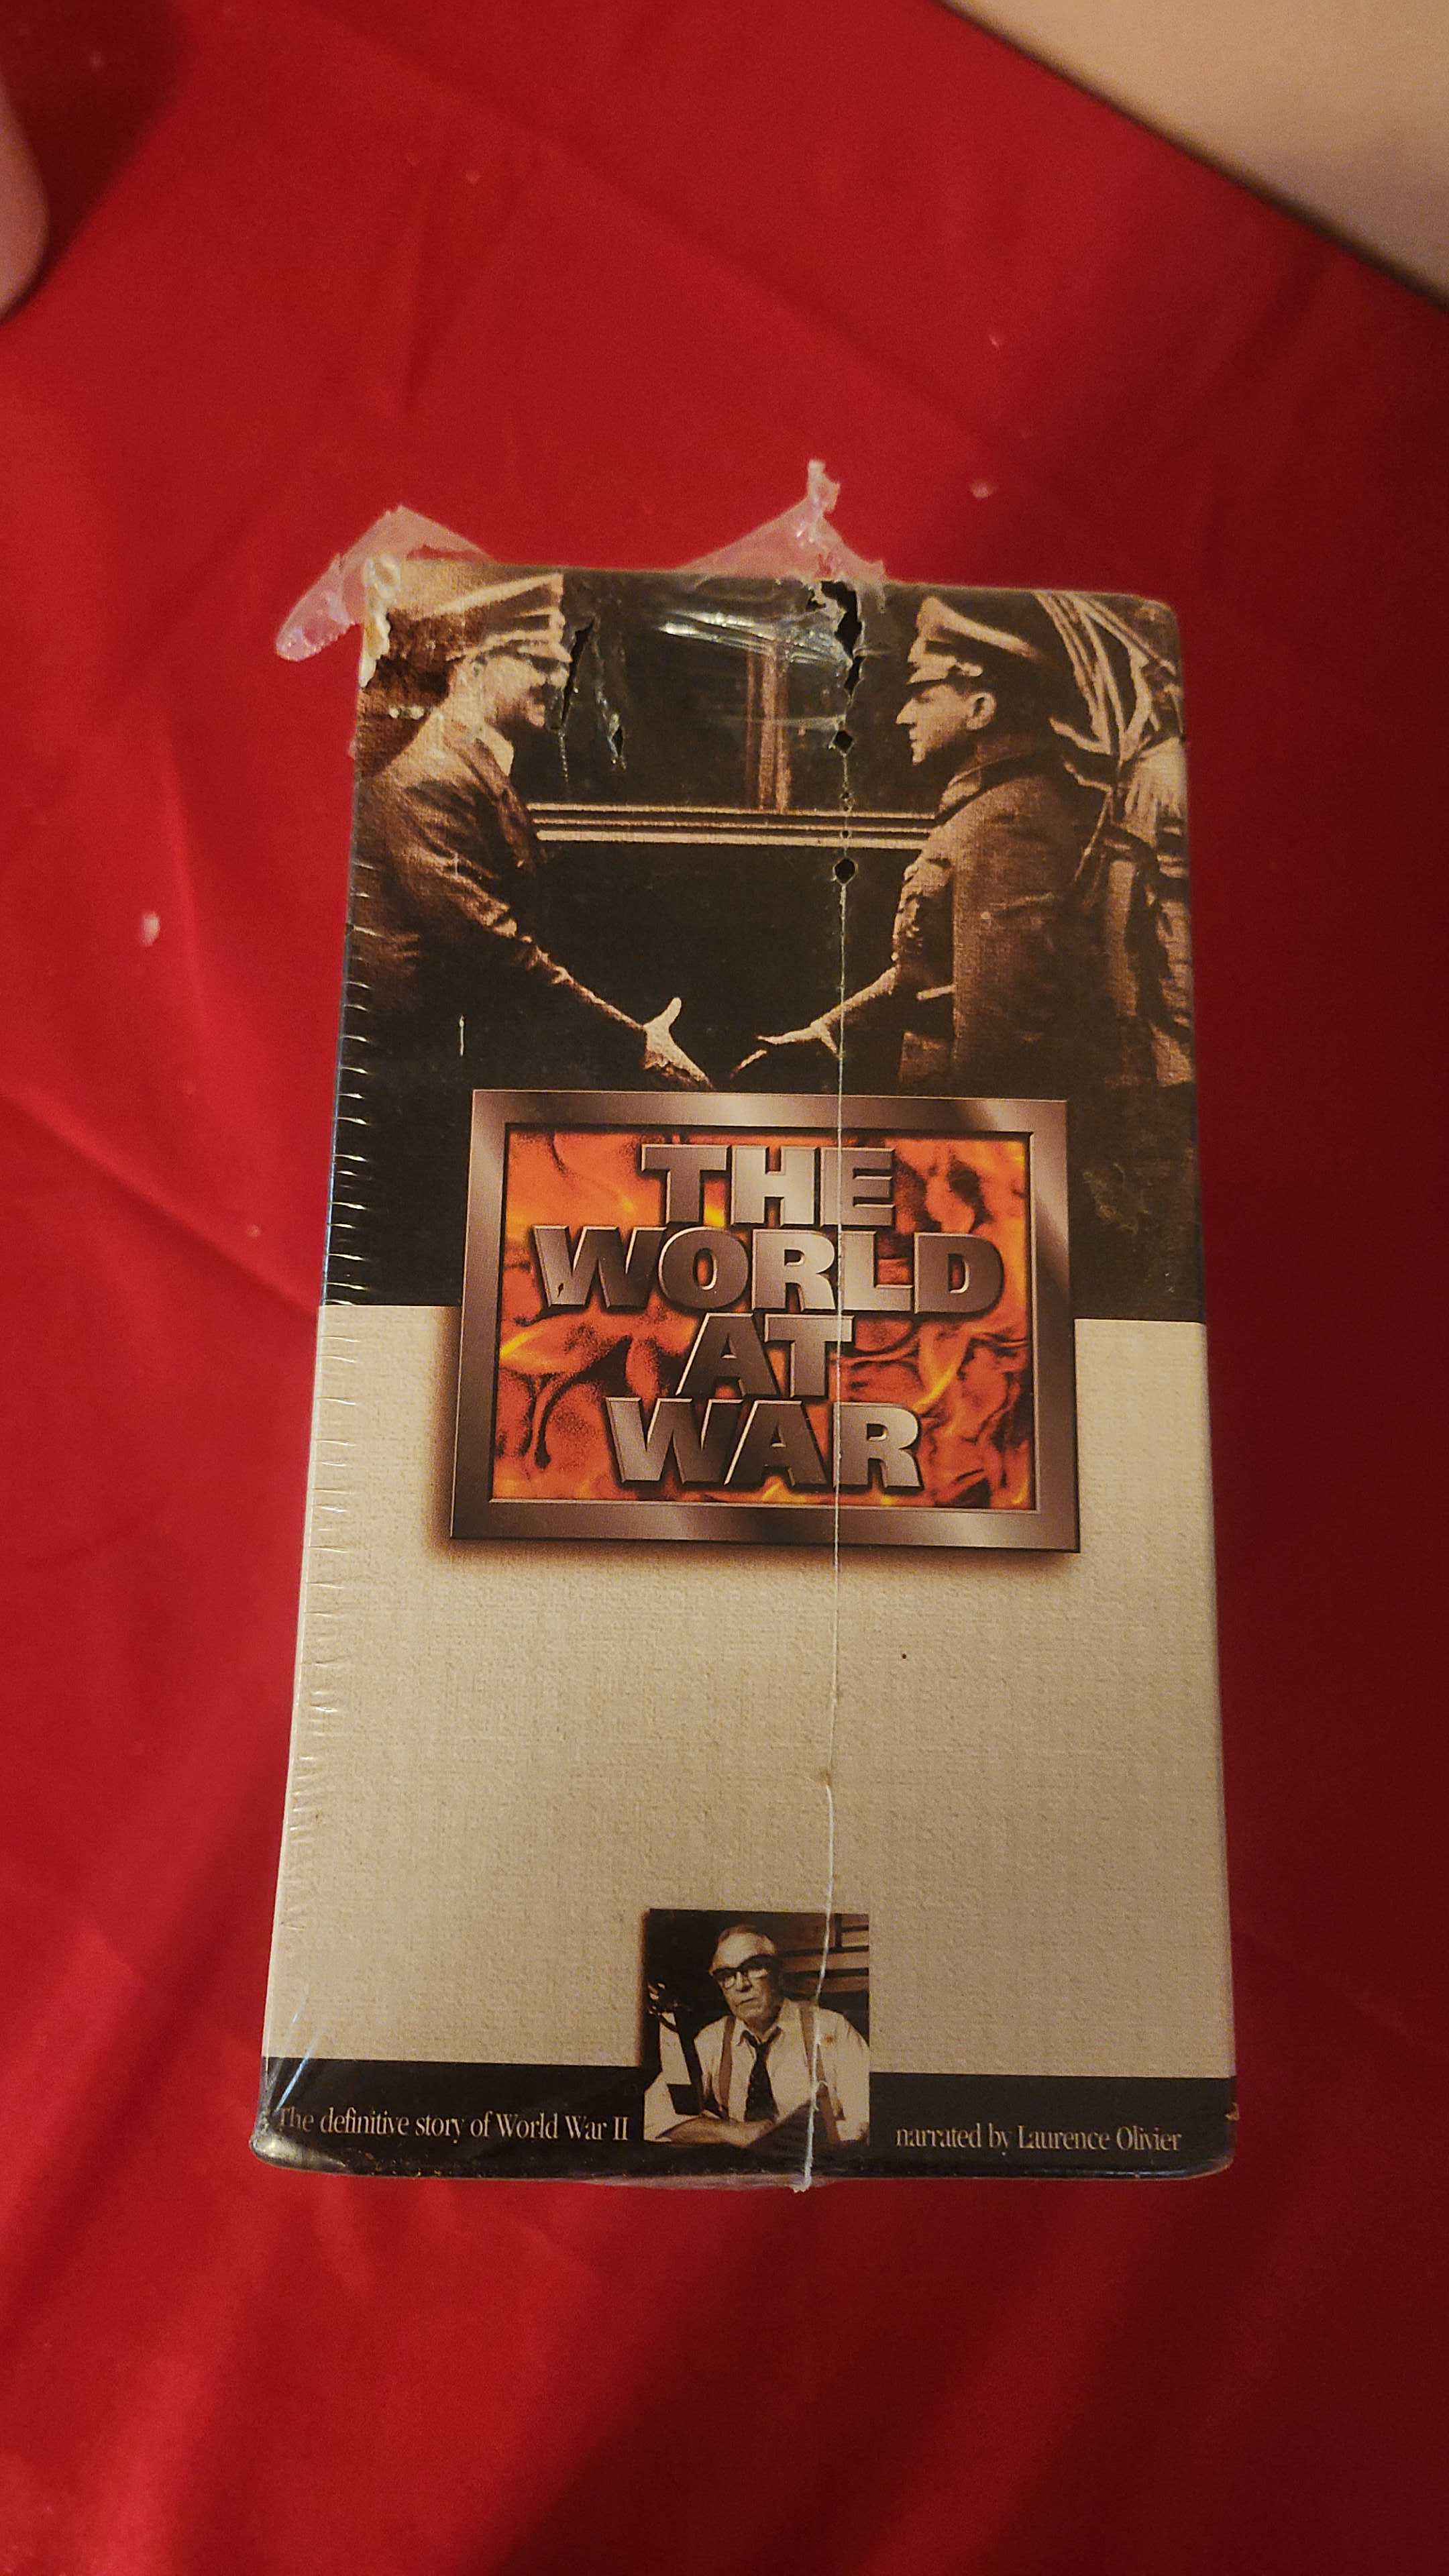 THE
WORLD
AT
WAR
The definitive story of World War II
narrated by Laurence Olivier